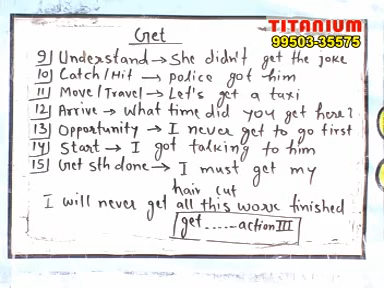 Get
TITANIUM
99503-35575
9) Understand → She didn't get the joke
10) Catch/Hit → police got him
11) Move/Travel → Let's get a taxi
12) Arrive → What time did you get here?
13) Opportunity → I never get to go first
14) Start → I got talking to him
15) Get sth done → I must get my
hair cut
I will never get all this work finished
get ...... action III